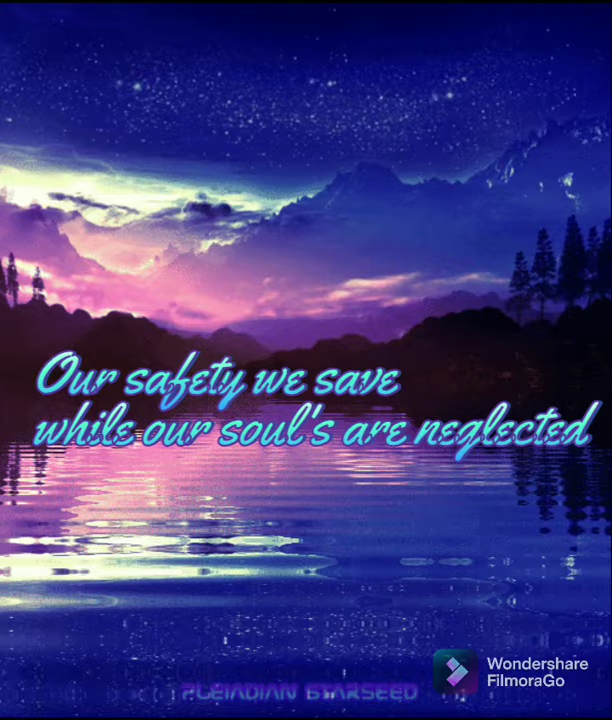 Our safety we save
while our soul's are neglected
Wondershare
FilmoraGo
PLEIADIAN STARSEED